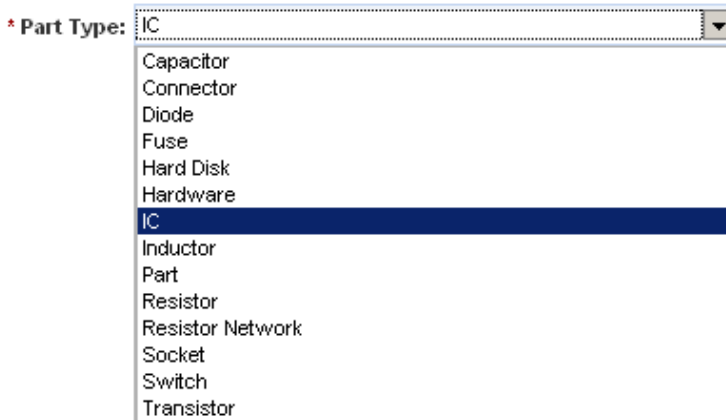 * Part Type: IC
Capacitor
Connector
Diode
Fuse
Hard Disk
Hardware
IC
Inductor
Part
Resistor
Resistor Network
Socket
Switch
Transistor